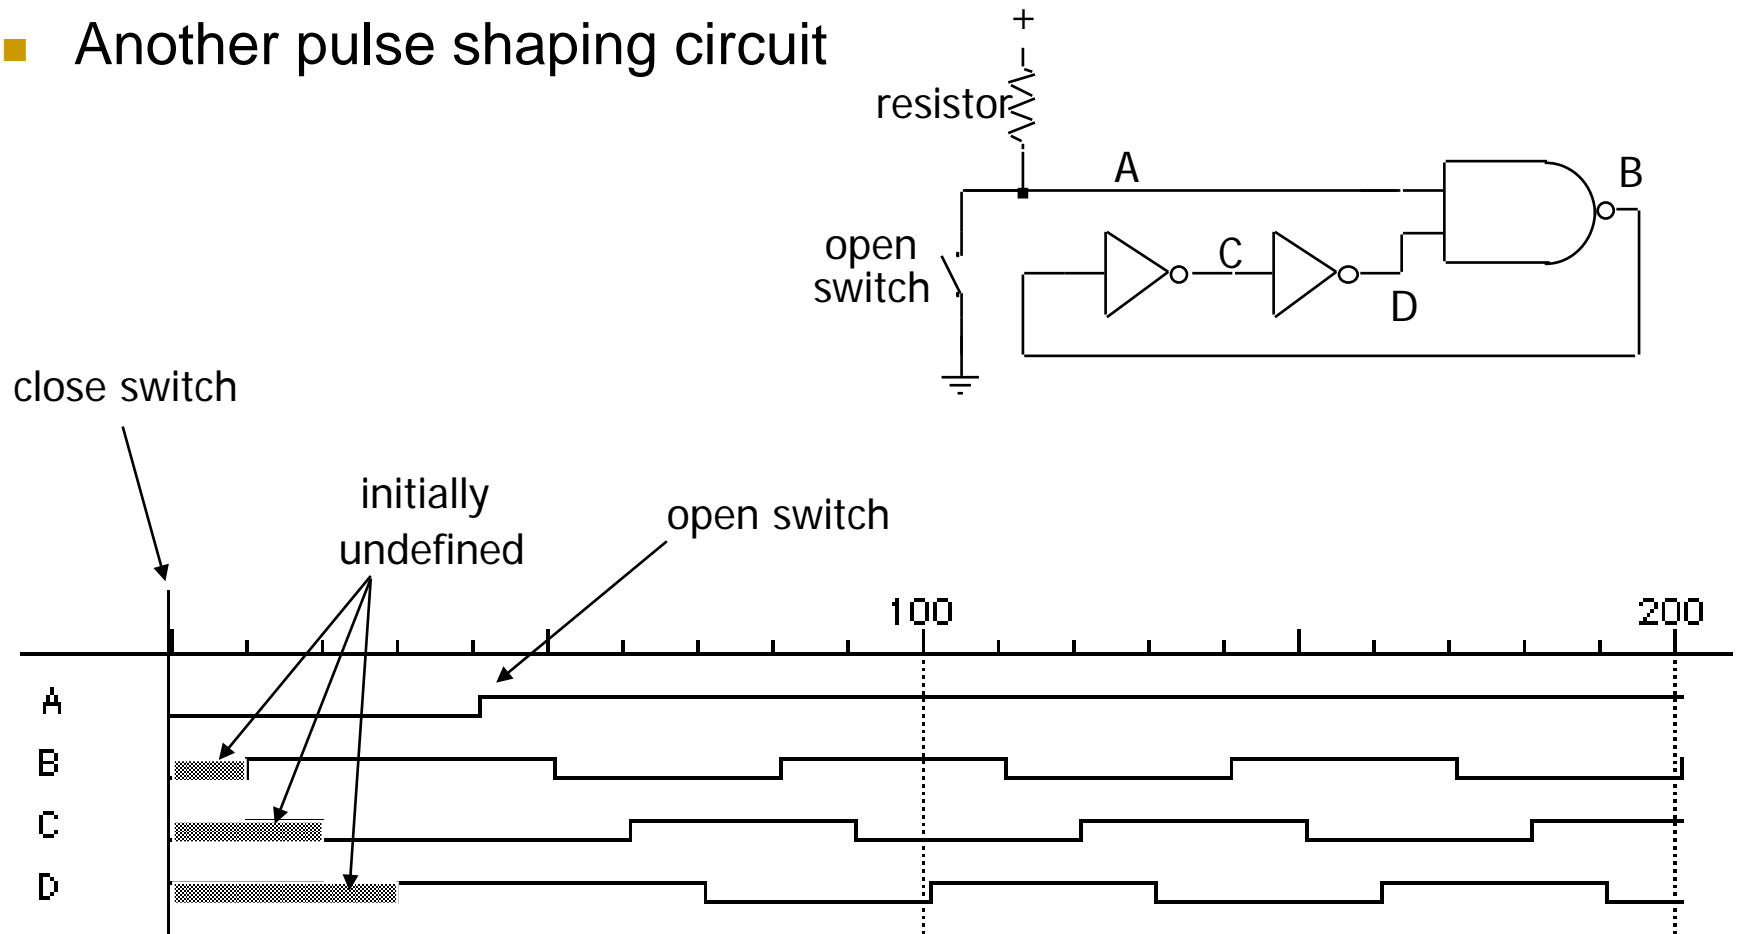 Another pulse shaping circuit
+
resistor
A
B
open
switch
C
D
close switch
initially
undefined
open switch
100
200
A
B
C
D